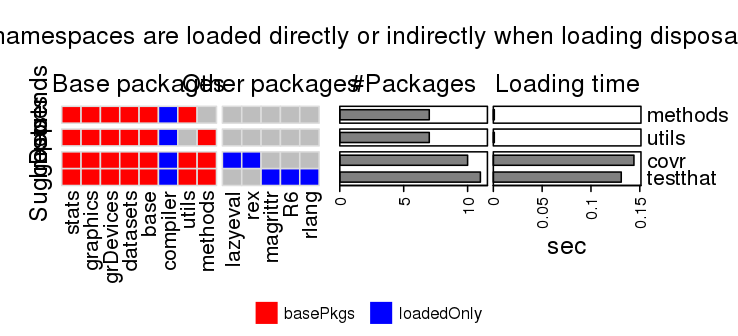 namespaces are loaded directly or indirectly when loading disposa
Base packages
Other packages
#Packages
Loading time
Depends
Imports
Suggests
methods
utils
covr
testthat
stats
graphics
grDevices
datasets
base
compiler
utils
methods
lazyeval
rex
magrittr
R6
rlang
0
5
10
0
0.05
0.1
0.15
sec
basePkgs
loadedOnly